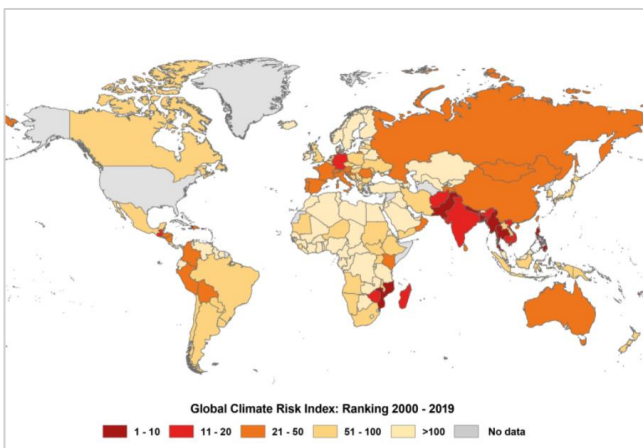 Global Climate Risk Index: Ranking 2000 - 2019
1 - 10 11 - 20 21 - 50 51 - 100 >100 No data